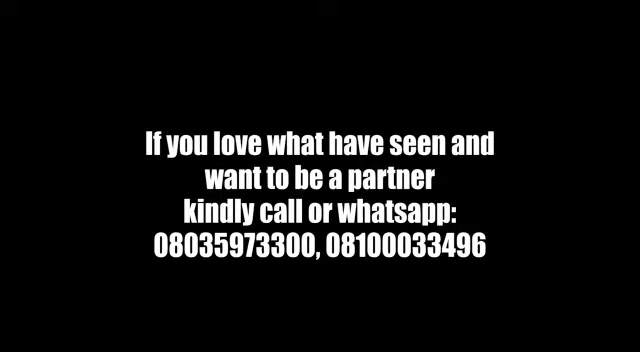 If you love what have seen and
want to be a partner
kindly call or whatsapp:
08035973300, 08100033496